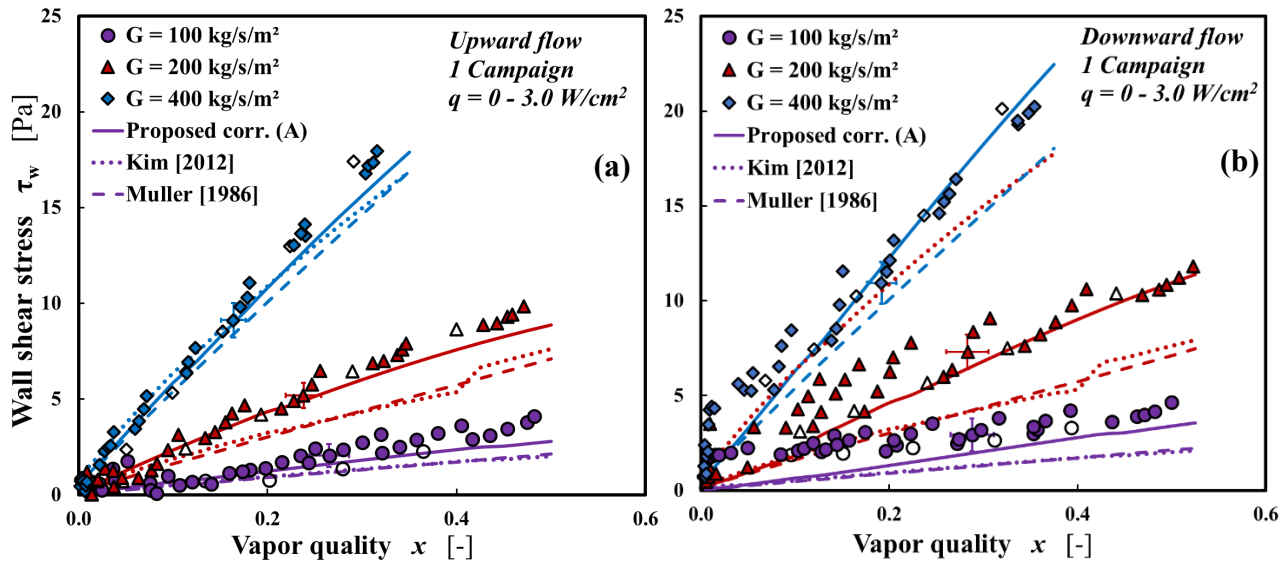 Wall shear stress τw [Pa]
25
20
15
10
5
0
G = 100 kg/s/m²
G = 200 kg/s/m²
G = 400 kg/s/m²
Proposed corr. (A)
Kim [2012]
Muller [1986]
Upward flow
1 Campaign
q = 0 - 3.0 W/cm²
(a)
0.0
0.2
0.4
0.6
Vapor quality x [-]
25
20
15
10
5
0
G = 100 kg/s/m²
G = 200 kg/s/m²
G = 400 kg/s/m²
Proposed corr. (A)
Kim [2012]
Muller [1986]
Downward flow
1 Campaign
q = 0 - 3.0 W/cm²
(b)
0.0
0.2
0.4
0.6
Vapor quality x [-]